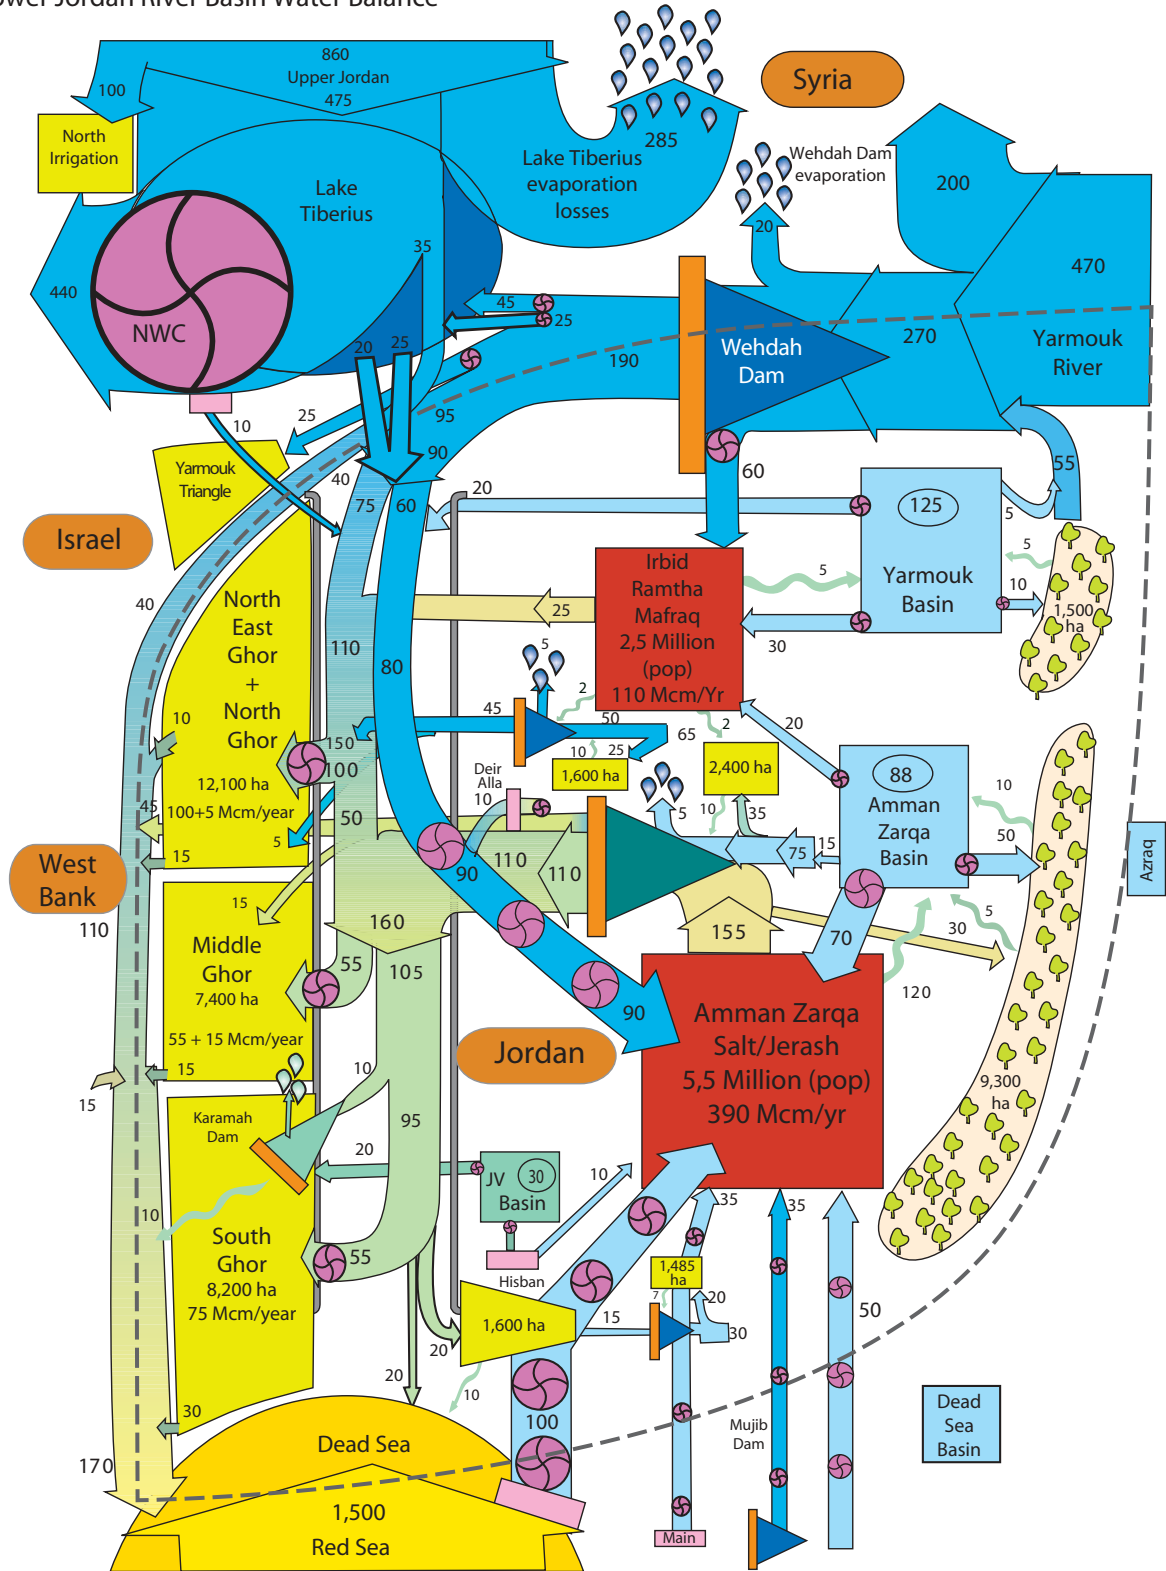 ower Jordan River Basin Water Balance
860
Upper Jordan
475
100
North
Irrigation
Lake
Tiberius
Lake Tiberius
evaporation
losses
285
Syria
Wehdah Dam
evaporation
20
200
470
Yarmouk
River
270
440
NWC
35
45
25
20
25
190
Wehdah
Dam
10
25
95
90
Yarmouk
Triangle
40
75
60
20
60
125
Yarmouk
Basin
5
55
5
10
1,500
ha
Israel
40
North
East
Ghor
+
North
Ghor
12,100 ha
100+5 Mcm/year
110
80
25
Irbid
Ramtha
Mafraq
2,5 Million
(pop)
110 Mcm/Yr
5
30
5
2
2
45
50
65
10
25
1,600 ha
2,400 ha
20
88
Amman
Zarqa
Basin
10
50
Azraq
10
150
100
Deir
Alla
10
5
10
35
75
15
45
15
5
50
110
110
90
West
Bank
110
15
Middle
Ghor
7,400 ha
55 + 15 Mcm/year
160
55
105
155
70
30
5
120
15
15
Jordan
90
Amman Zarqa
Salt/Jerash
5,5 Million (pop)
390 Mcm/yr
9,300
ha
Karamah
Dam
10
95
20
JV
30
Basin
Hisban
10
10
South
Ghor
8,200 ha
75 Mcm/year
55
35
35
50
1,485
ha
7
20
30
15
1,600 ha
20
20
10
30
170
100
Mujib
Dam
Dead
Sea
Basin
Dead Sea
1,500
Red Sea
Main